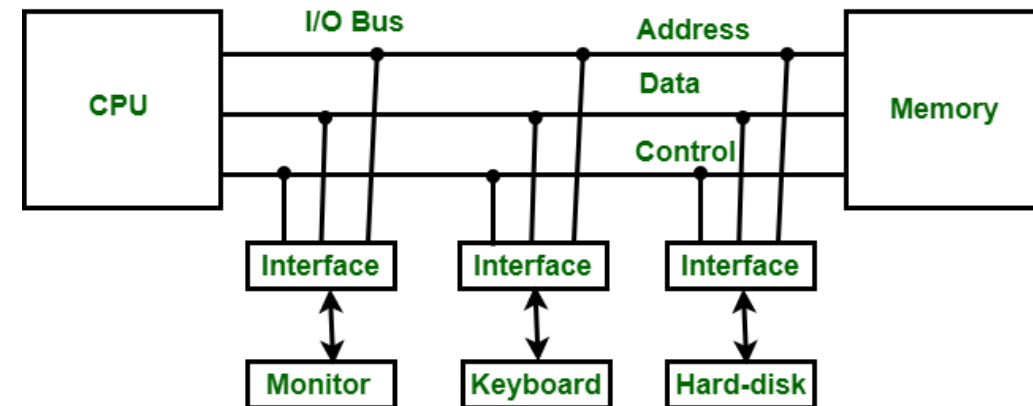 I/O Bus
Address
CPU
Data
Memory
Control
Interface
Interface
Interface
Monitor
Keyboard
Hard-disk